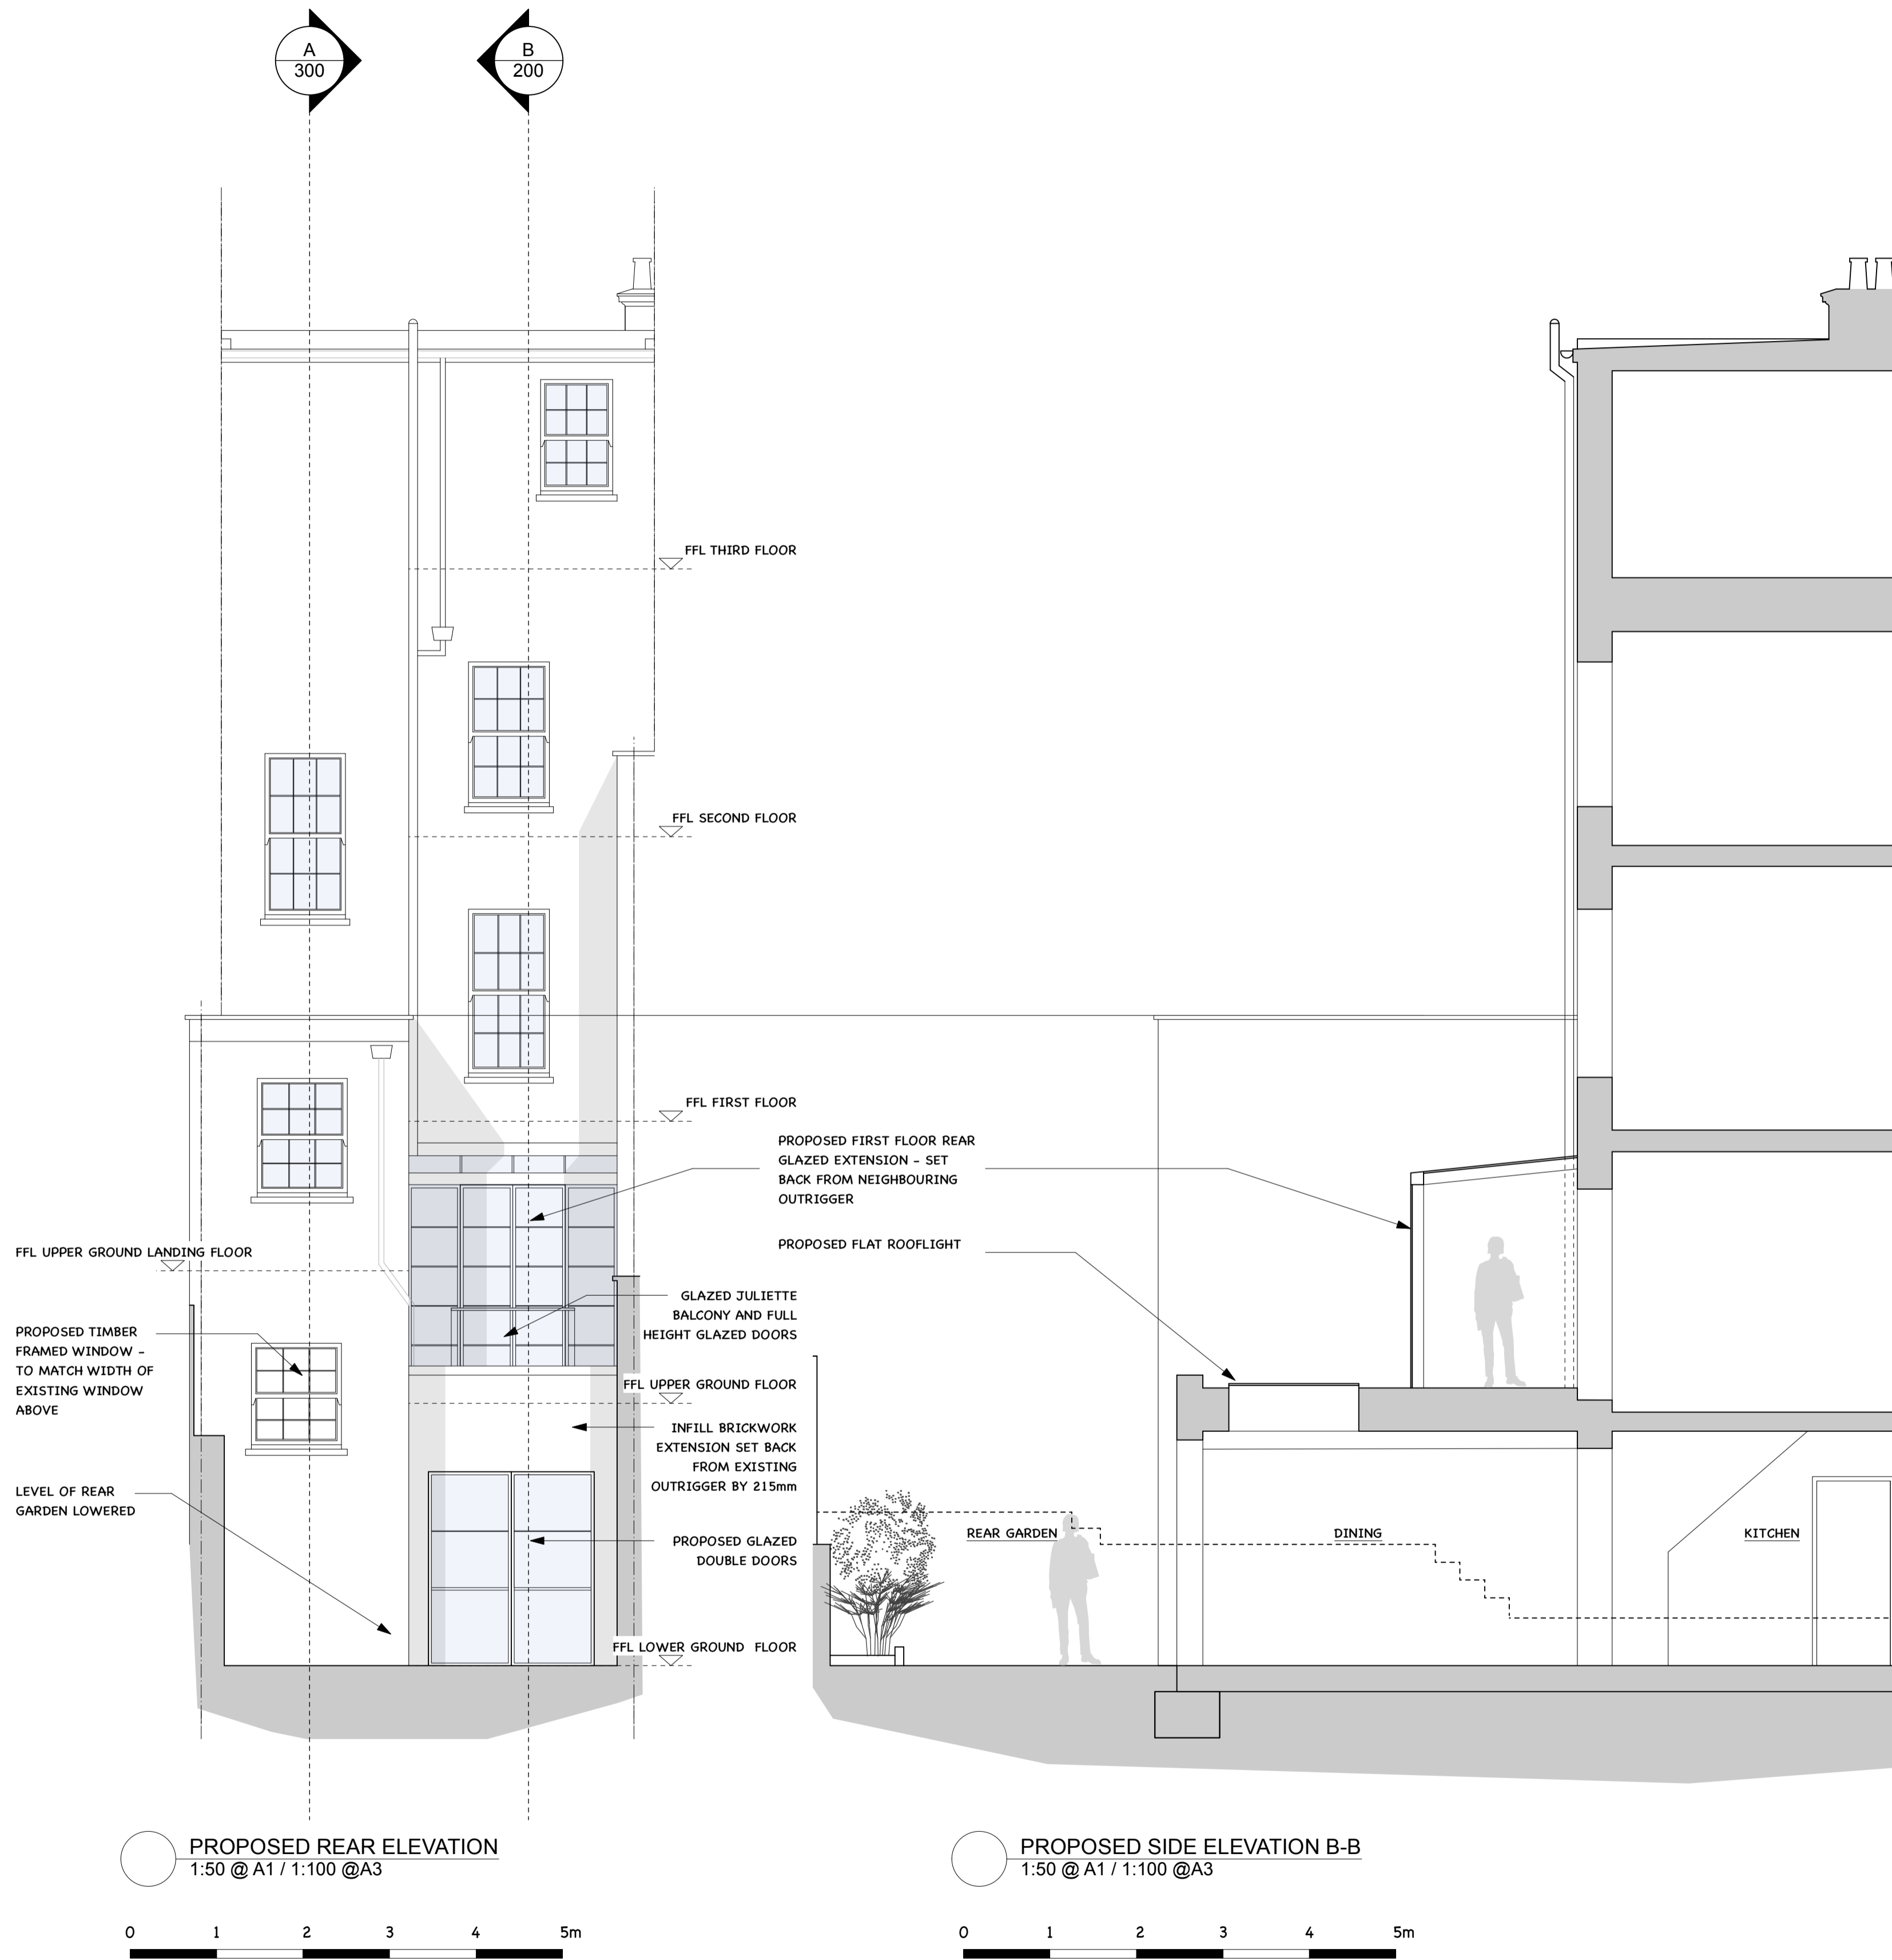 A
300
B
200
FFL THIRD FLOOR
FFL SECOND FLOOR
FFL FIRST FLOOR
PROPOSED FIRST FLOOR REAR
GLAZED EXTENSION - SET
BACK FROM NEIGHBOURING
OUTRIGGER
PROPOSED FLAT ROOFLIGHT
FFL UPPER GROUND LANDING FLOOR
GLAZED JULIETTE
BALCONY AND FULL
HEIGHT GLAZED DOORS
PROPOSED TIMBER
FRAMED WINDOW -
TO MATCH WIDTH OF
EXISTING WINDOW
ABOVE
FFL UPPER GROUND FLOOR
INFILL BRICKWORK
EXTENSION SET BACK
FROM EXISTING
OUTRIGGER BY 215mm
LEVEL OF REAR
GARDEN LOWERED
PROPOSED GLAZED
DOUBLE DOORS
REAR GARDEN
DINING
KITCHEN
FFL LOWER GROUND FLOOR
PROPOSED REAR ELEVATION
1:50 @ A1 / 1:100 @A3
PROPOSED SIDE ELEVATION B-B
1:50 @ A1 / 1:100 @A3
0 1 2 3 4 5m
0 1 2 3 4 5m